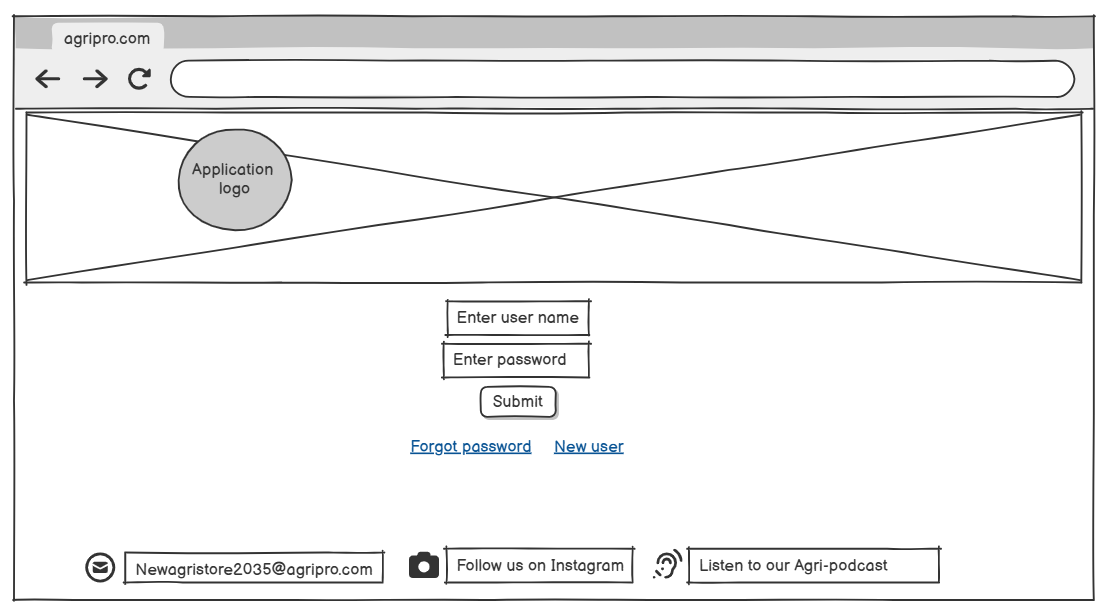 agripro.com
Application
logo
Enter user name
Enter password
Submit
Forgot password New user
Newagristore2035@agripro.com Follow us on Instagram Listen to our Agri-podcast